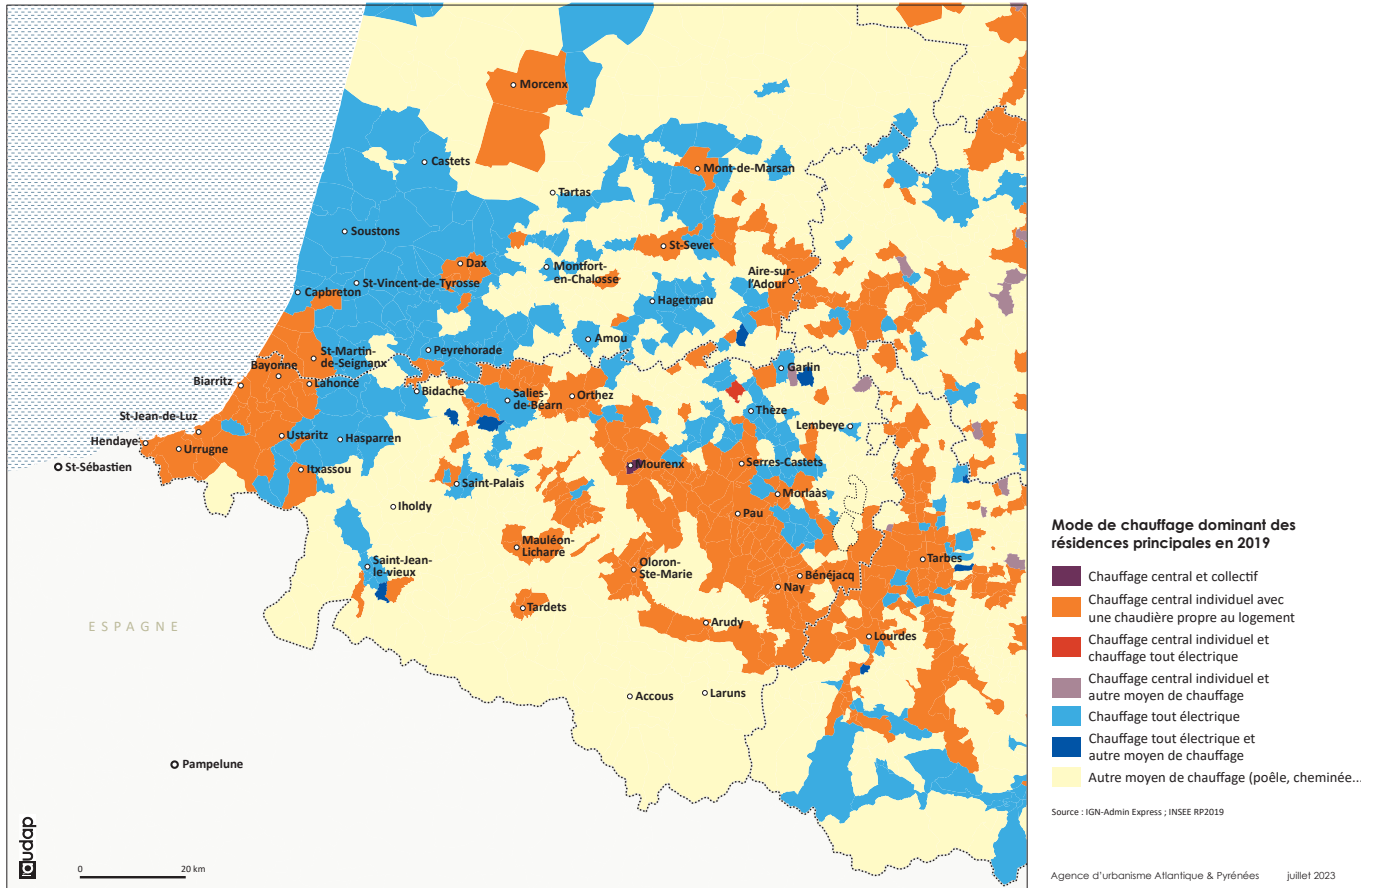 Morcenx
Castets
Mont-de-Marsan
Tartas
Soustons
St-Sever
Dax
Montfort-
en-Chalosse
Aire-sur-
l'Adour
St-Vincent-de-Tyrosse
Capbreton
Hagetmau
Amou
Peyrehorade
St-Martin-
de-Seignanx
Bayonne
Garlin
Biarritz
Lahonce
Bidache
Salies-
de-Béarn
Orthez
Thèze
St-Jean-de-Luz
Lembeye
Hendaye
Ustaritz
Hasparren
Urrugne
St-Sébastien
Itxassou
Mourenx
Serres-Castets
Saint-Palais
Morlaàs
Iholdy
Pau
Mauléon-
Licharre
Tarbes
Saint-Jean-
le-vieux
Oloron-
Ste-Marie
Bénéjacq
Nay
Tardets
Arudy
Lourdes
ESPAGNE
Accous
Laruns
Pampelune
audap
0 20 km
Mode de chauffage dominant des
résidences principales en 2019
Chauffage central et collectif
Chauffage central individuel avec
une chaudière propre au logement
Chauffage central individuel et
chauffage tout électrique
Chauffage central individuel et
autre moyen de chauffage
Chauffage tout électrique
Chauffage tout électrique et
autre moyen de chauffage
Autre moyen de chauffage (poêle, cheminée...
Source : IGN-Admin Express ; INSEE RP2019
Agence d'urbanisme Atlantique & Pyrénées juillet 2023